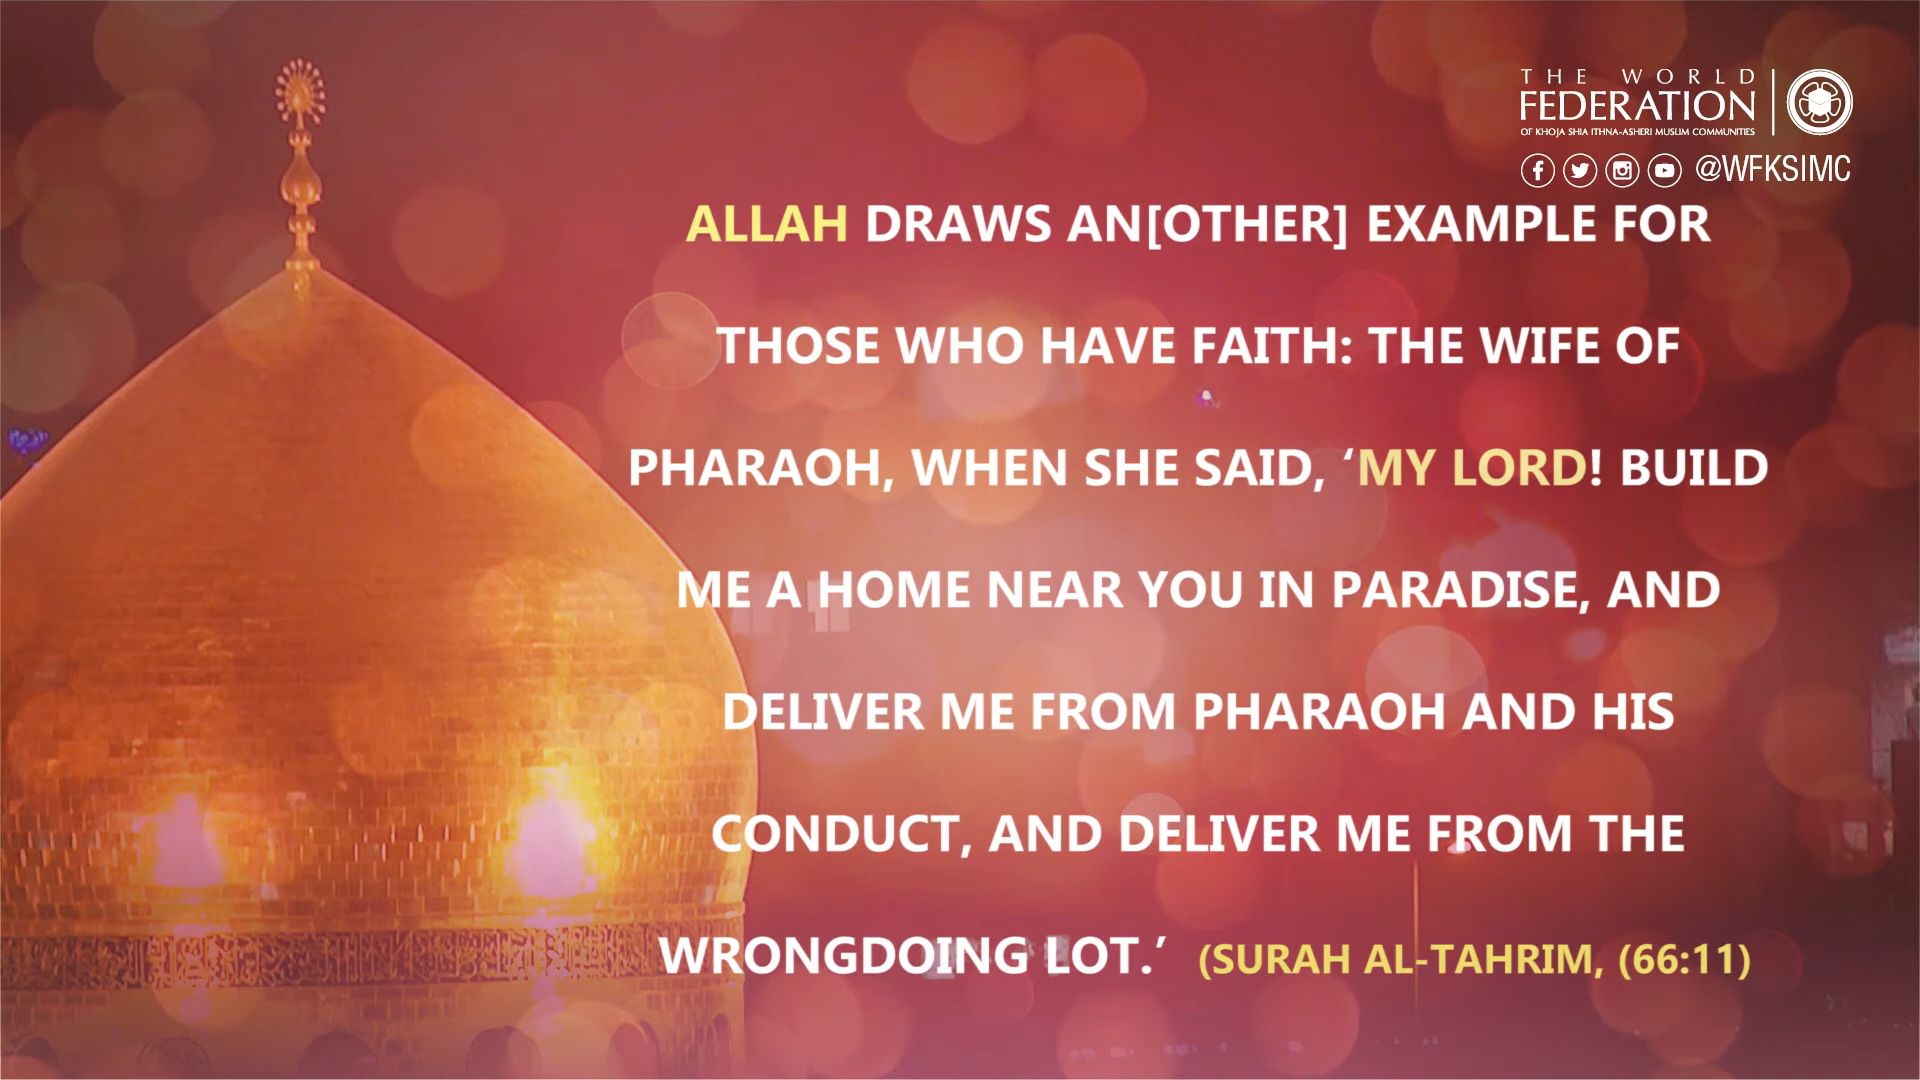 THE WORLD
FEDERATION
OF KHOJA SHIA ITHNA-ASHERI MUSLIM COMMUNITIES
@WFKSIMC
ALLAH DRAWS AN[OTHER] EXAMPLE FOR
THOSE WHO HAVE FAITH: THE WIFE OF
PHARAOH, WHEN SHE SAID, ‘MY LORD! BUILD
ME A HOME NEAR YOU IN PARADISE, AND
DELIVER ME FROM PHARAOH AND HIS
CONDUCT, AND DELIVER ME FROM THE
WRONGDOING LOT.’ (SURAH AL-TAHRIM, (66:11)